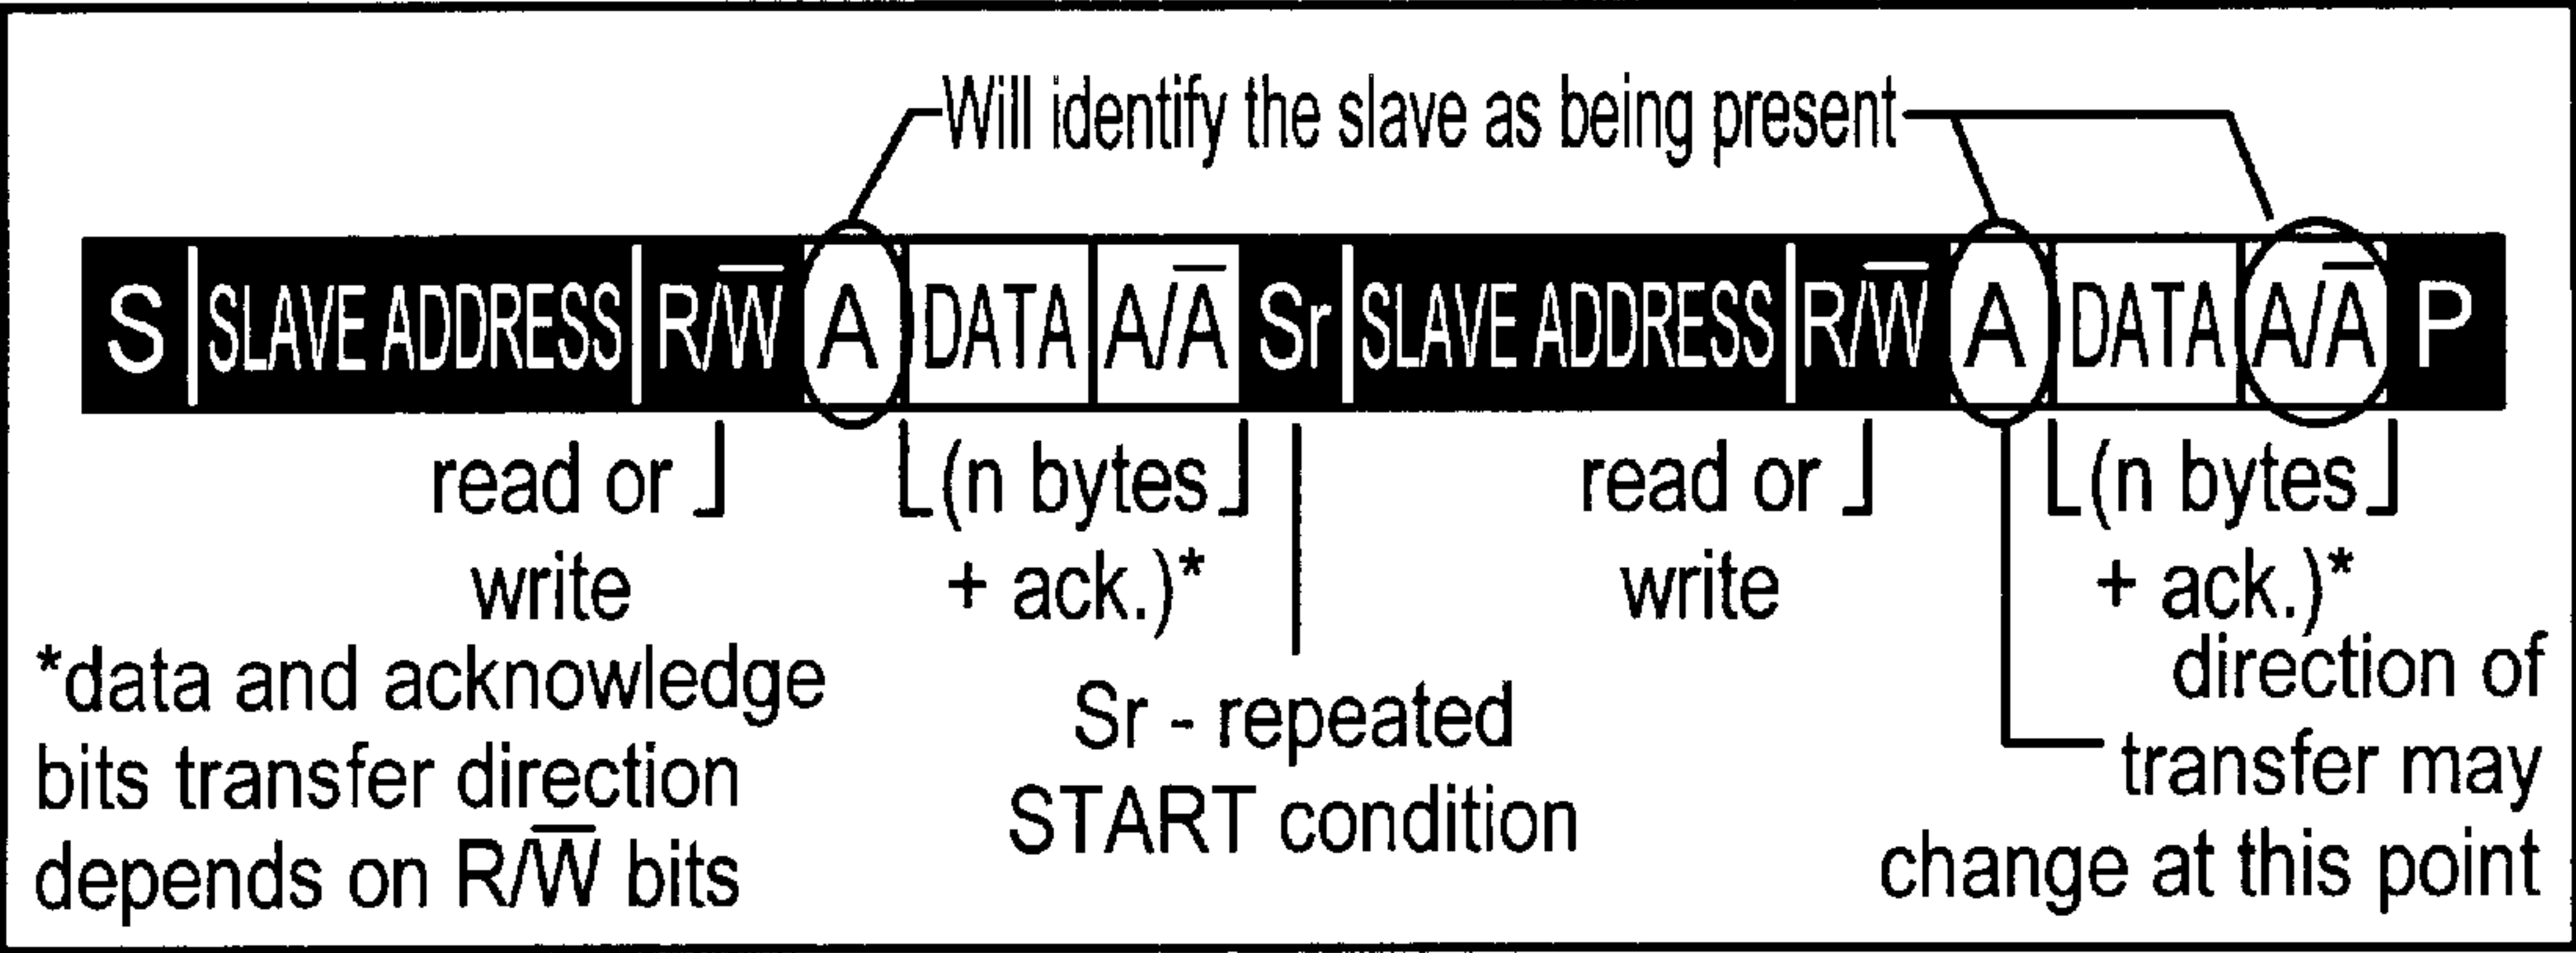 Will identify the slave as being present
S SLAVE ADDRESS R/W̅ A DATA A/A̅ Sr SLAVE ADDRESS R/W̅ A DATA A/A̅ P
read or
write
(n bytes
+ ack.)*
read or
write
(n bytes
+ ack.)*
*data and acknowledge
bits transfer direction
depends on R/W̅ bits
Sr - repeated
START condition
direction of
transfer may
change at this point